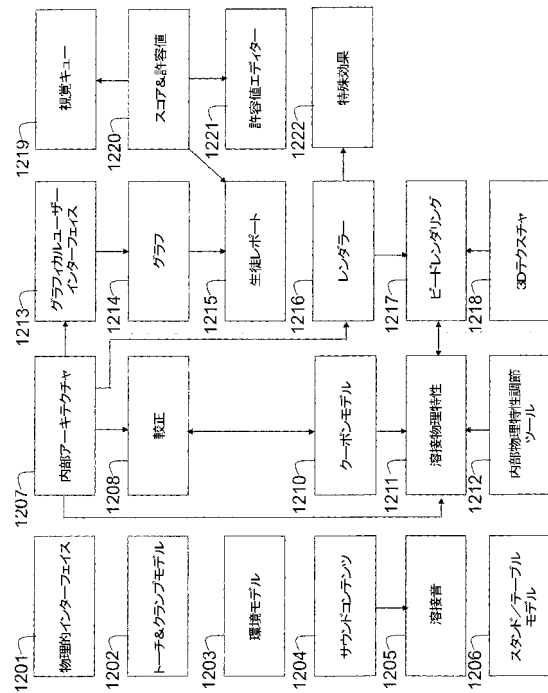 1201
物理的インターフェイス
1202
トーチ&クランプモデル
1203
環境モデル
1204
サウンドコンテンツ
1205
溶接音
1206
スタンド/テーブル
モデル
1207
内部アーキテクチャ
1208
較正
1210
クーポンモデル
1211
溶接物理特性
1212
内部物理特性調節
ツール
1213
グラフィカルユーザー
インターフェイス
1214
グラフ
1215
生徒レポート
1216
レンダラー
1217
ビードレンダリング
1218
3Dテクスチャ
1219
視覚キュー
1220
スコア&許容値
1221
許容値エディター
1222
特殊効果